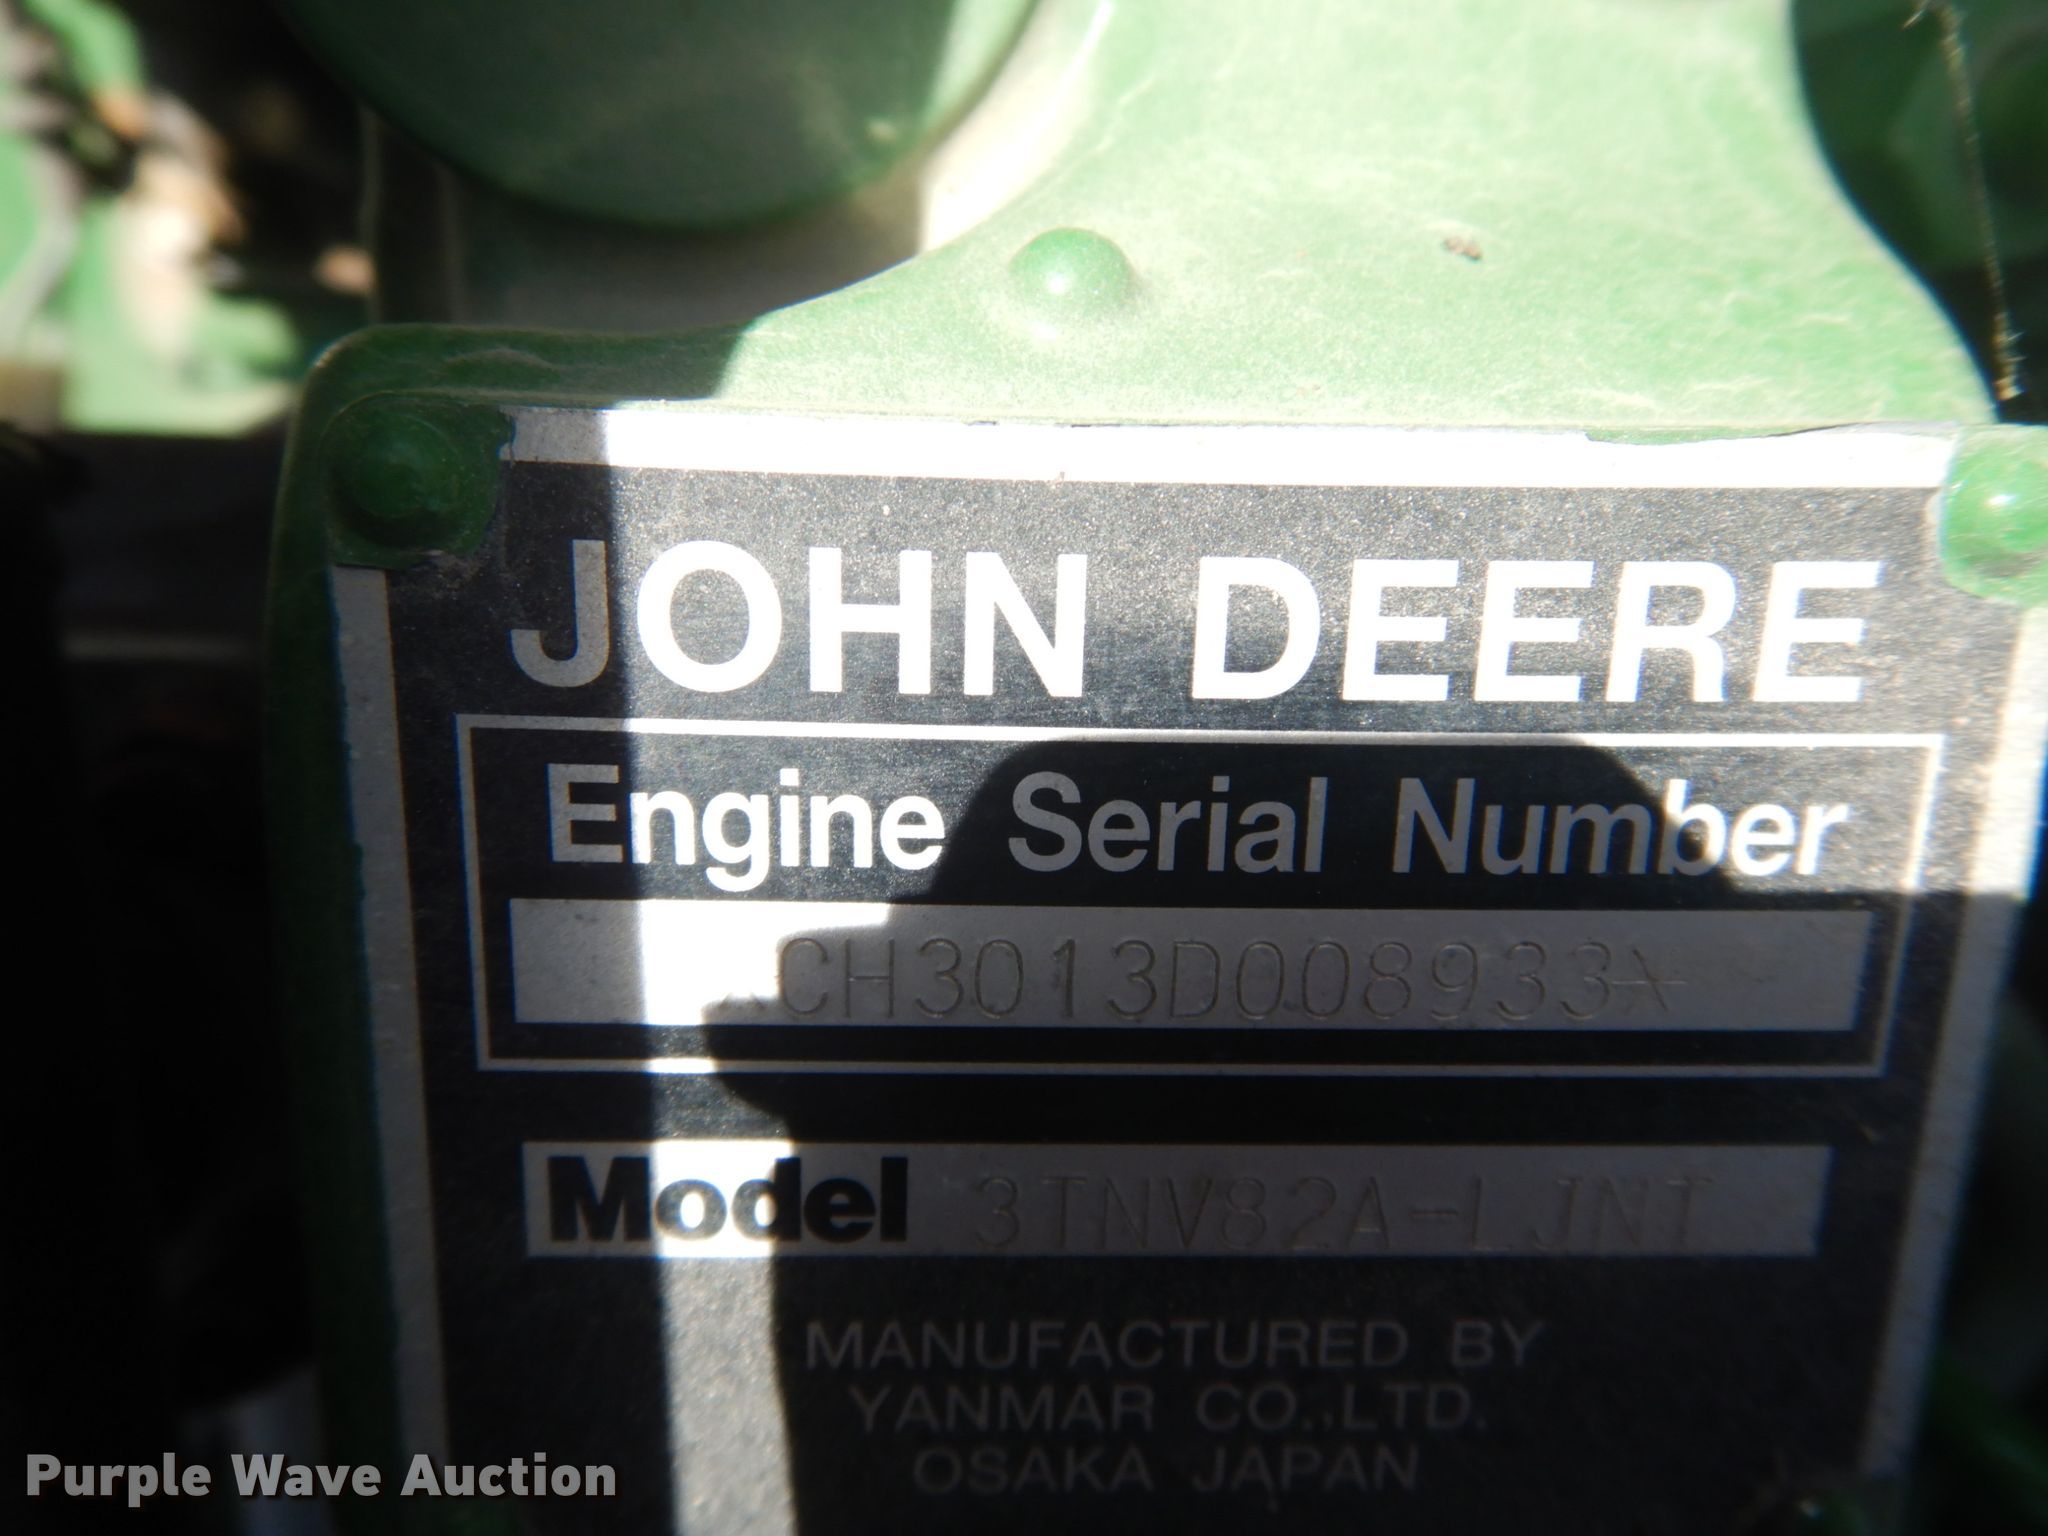 JOHN DEERE
Engine Serial Number
*CH3013D008933*
Model 3TNV82A-LJNT
MANUFACTURED BY
YANMAR CO.,LTD.
OSAKA JAPAN
Purple Wave Auction